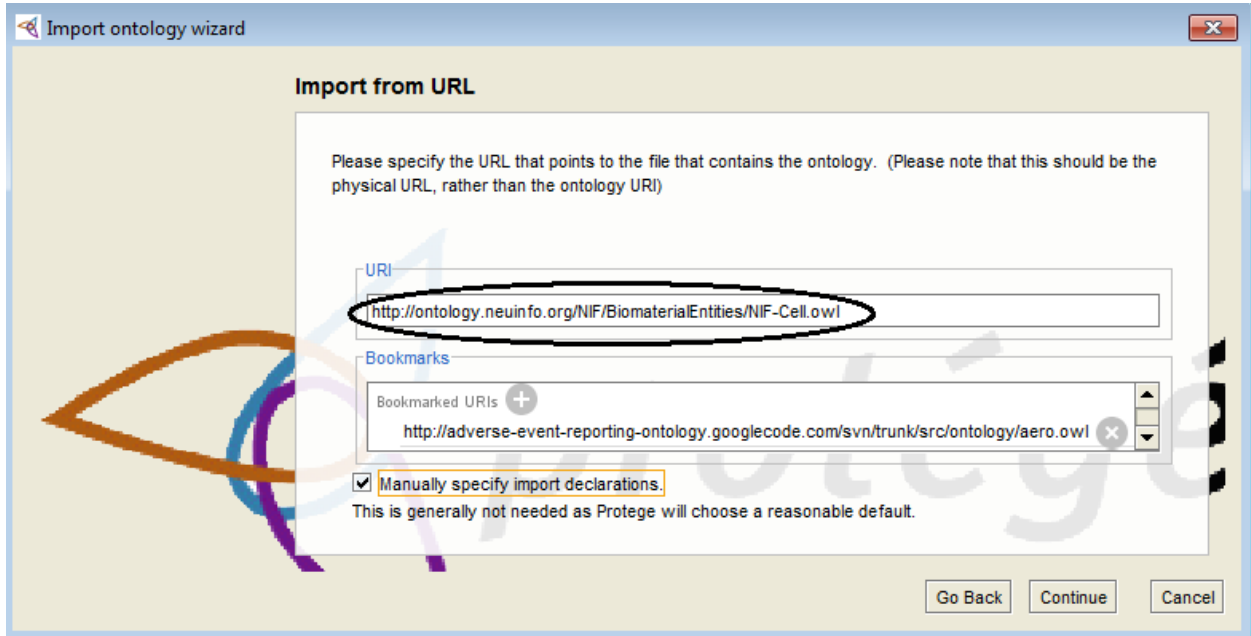 Import ontology wizard
Import from URL
Please specify the URL that points to the file that contains the ontology.  (Please note that this should be the
physical URL, rather than the ontology URI)
URI
http://ontology.neuinfo.org/NIF/BiomaterialEntities/NIF-Cell.owl
Bookmarks
Bookmarked URIs
http://adverse-event-reporting-ontology.googlecode.com/svn/trunk/src/ontology/aero.owl
Manually specify import declarations.
This is generally not needed as Protege will choose a reasonable default.
protégé
Go Back Continue Cancel